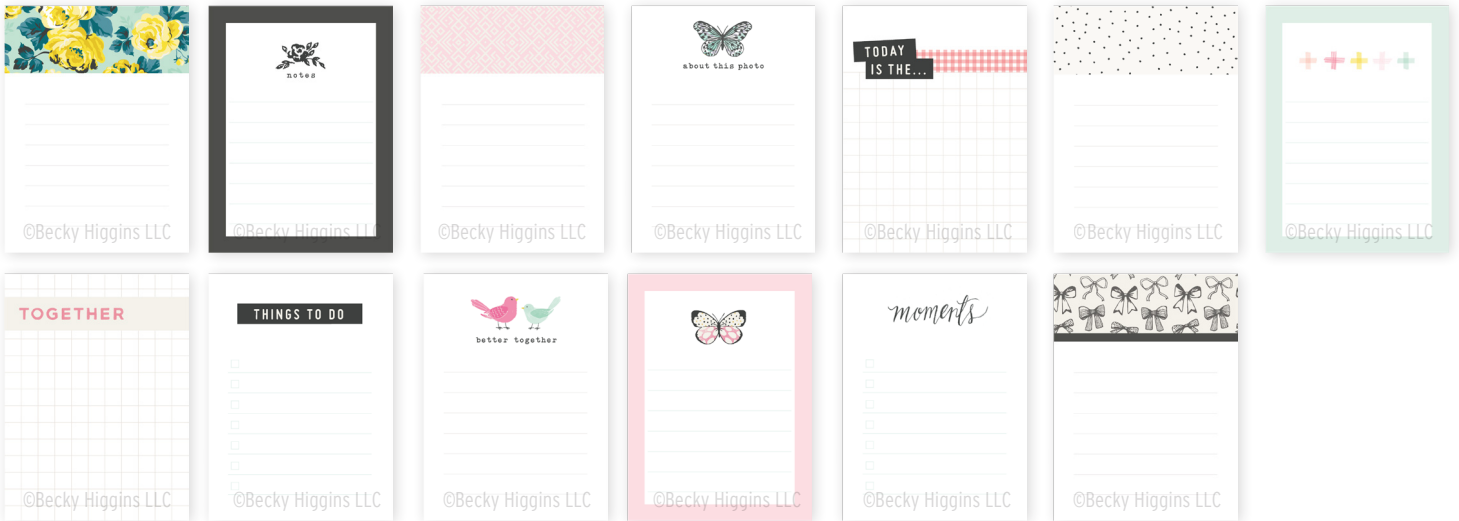 notes
about this photo
TODAY
IS THE...
©Becky Higgins LLC
©Becky Higgins LLC
©Becky Higgins LLC
©Becky Higgins LLC
©Becky Higgins LLC
©Becky Higgins LLC
©Becky Higgins LLC
TOGETHER
THINGS TO DO
better together
moments
©Becky Higgins LLC
©Becky Higgins LLC
©Becky Higgins LLC
©Becky Higgins LLC
©Becky Higgins LLC
©Becky Higgins LLC